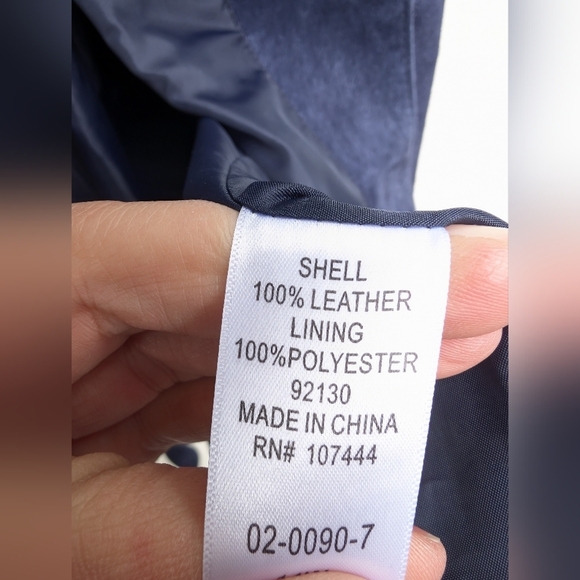 SHELL
100% LEATHER
LINING
100%POLYESTER
92130
MADE IN CHINA
RN# 107444
02-0090-7